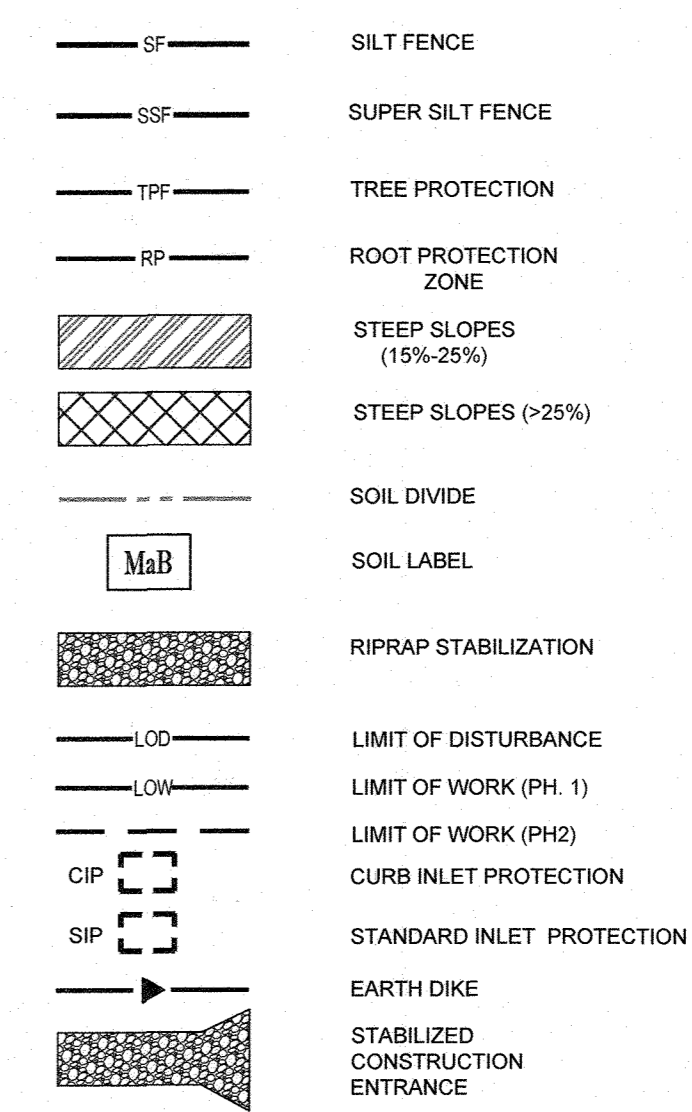 SF SILT FENCE
SSF SUPER SILT FENCE
TPF TREE PROTECTION
RP ROOT PROTECTION
ZONE
STEEP SLOPES
(15%-25%)
STEEP SLOPES (>25%)
SOIL DIVIDE
MaB SOIL LABEL
RIPRAP STABILIZATION
LOD LIMIT OF DISTURBANCE
LOW LIMIT OF WORK (PH. 1)
LIMIT OF WORK (PH2)
CIP CURB INLET PROTECTION
SIP STANDARD INLET PROTECTION
EARTH DIKE
STABILIZED
CONSTRUCTION
ENTRANCE